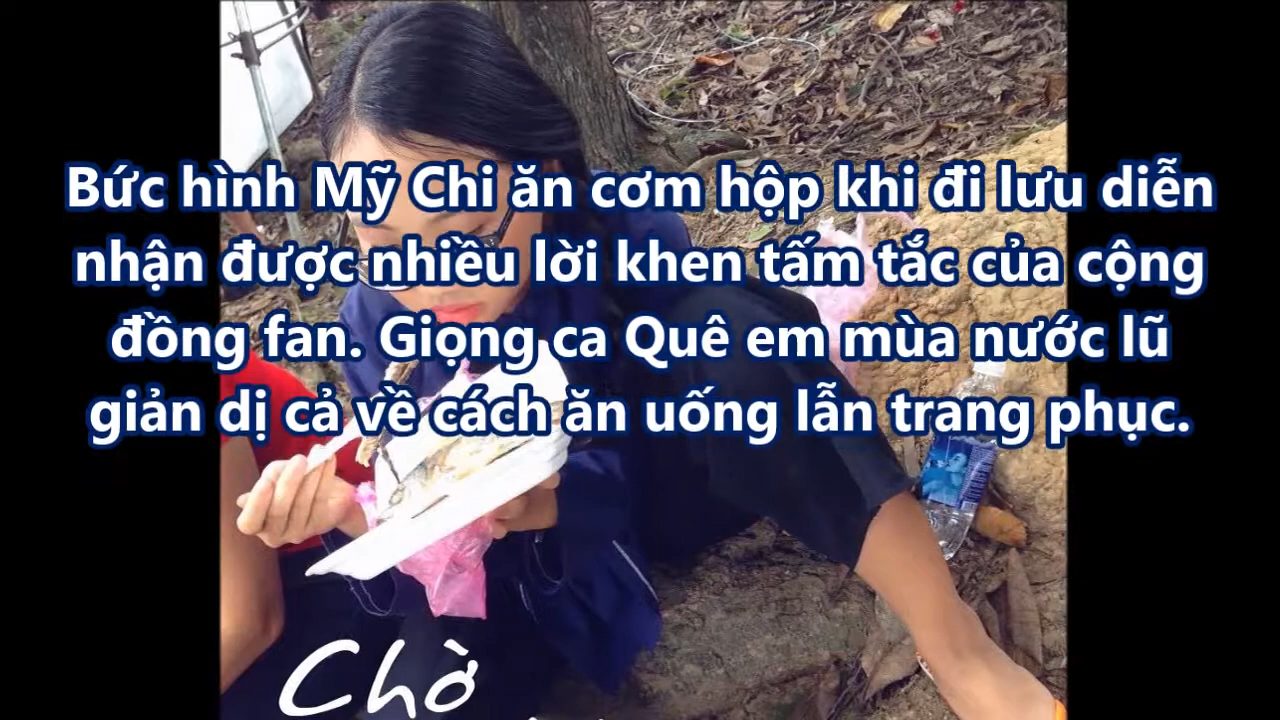 Bức hình Mỹ Chi ăn cơm hộp khi đi lưu diễn
nhận được nhiều lời khen tấm tắc của cộng
đồng fan. Giọng ca Quê em mùa nước lũ
giản dị cả về cách ăn uống lẫn trang phục.
Chờ